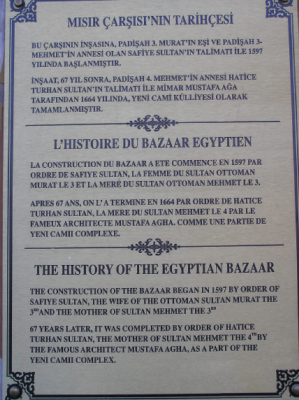 MISIR ÇARŞISI'NIN TARİHÇESİ
BU ÇARŞININ İNŞASINA, PADİŞAH 3. MURAT'IN EŞİ VE PADİŞAH 3-
MEHMET'İN ANNESİ OLAN SAFİYE SULTAN'IN TALİMATI İLE 1597
YILINDA BAŞLANMIŞTIR.
İNŞAAT, 67 YIL SONRA, PADİŞAH 4. MEHMET'İN ANNESİ HATİCE
TURHAN SULTAN'IN TALİMATI İLE MİMAR MUSTAFA AĞA
TARAFINDAN 1664 YILINDA, YENİ CAMİ KÜLLİYESİ OLARAK
TAMAMLANMIŞTIR.
L'HISTOIRE DU BAZAAR EGYPTIEN
LA CONSTRUCTION DU BAZAAR A ETE COMMENCE EN 1597 PAR
ORDRE DE SAFIYE SULTAN, LA FEMME DU SULTAN OTTOMAN
MURAT LE 3 ET LA MERE DU SULTAN OTTOMAN MEHMET LE 3.
APRES 67 ANS, ON L' A TERMINE EN 1664 PAR ORDRE DE HATICE
TURHAN SULTAN, LA MERE DU SULTAN MEHMET LE 4 PAR LE
FAMEUX ARCHITECTE MUSTAFA AGHA. COMME UNE PARTIE DE
YENI CAMII COMPLEXE.
THE HISTORY OF THE EGYPTIAN BAZAAR
THE CONSTRUCTION OF THE BAZAAR BEGAN IN 1597 BY ORDER OF
SAFIYE SULTAN, THE WIFE OF THE OTTOMAN SULTAN MURAT THE
3RD AND THE MOTHER OF SULTAN MEHMET THE 3RD
67 YEARS LATER, IT WAS COMPLETED BY ORDER OF HATICE
TURHAN SULTAN, THE MOTHER OF SULTAN MEHMET THE 4TH BY
THE FAMOUS ARCHITECT MUSTAFA AGHA, AS A PART OF THE
YENI CAMII COMPLEX.